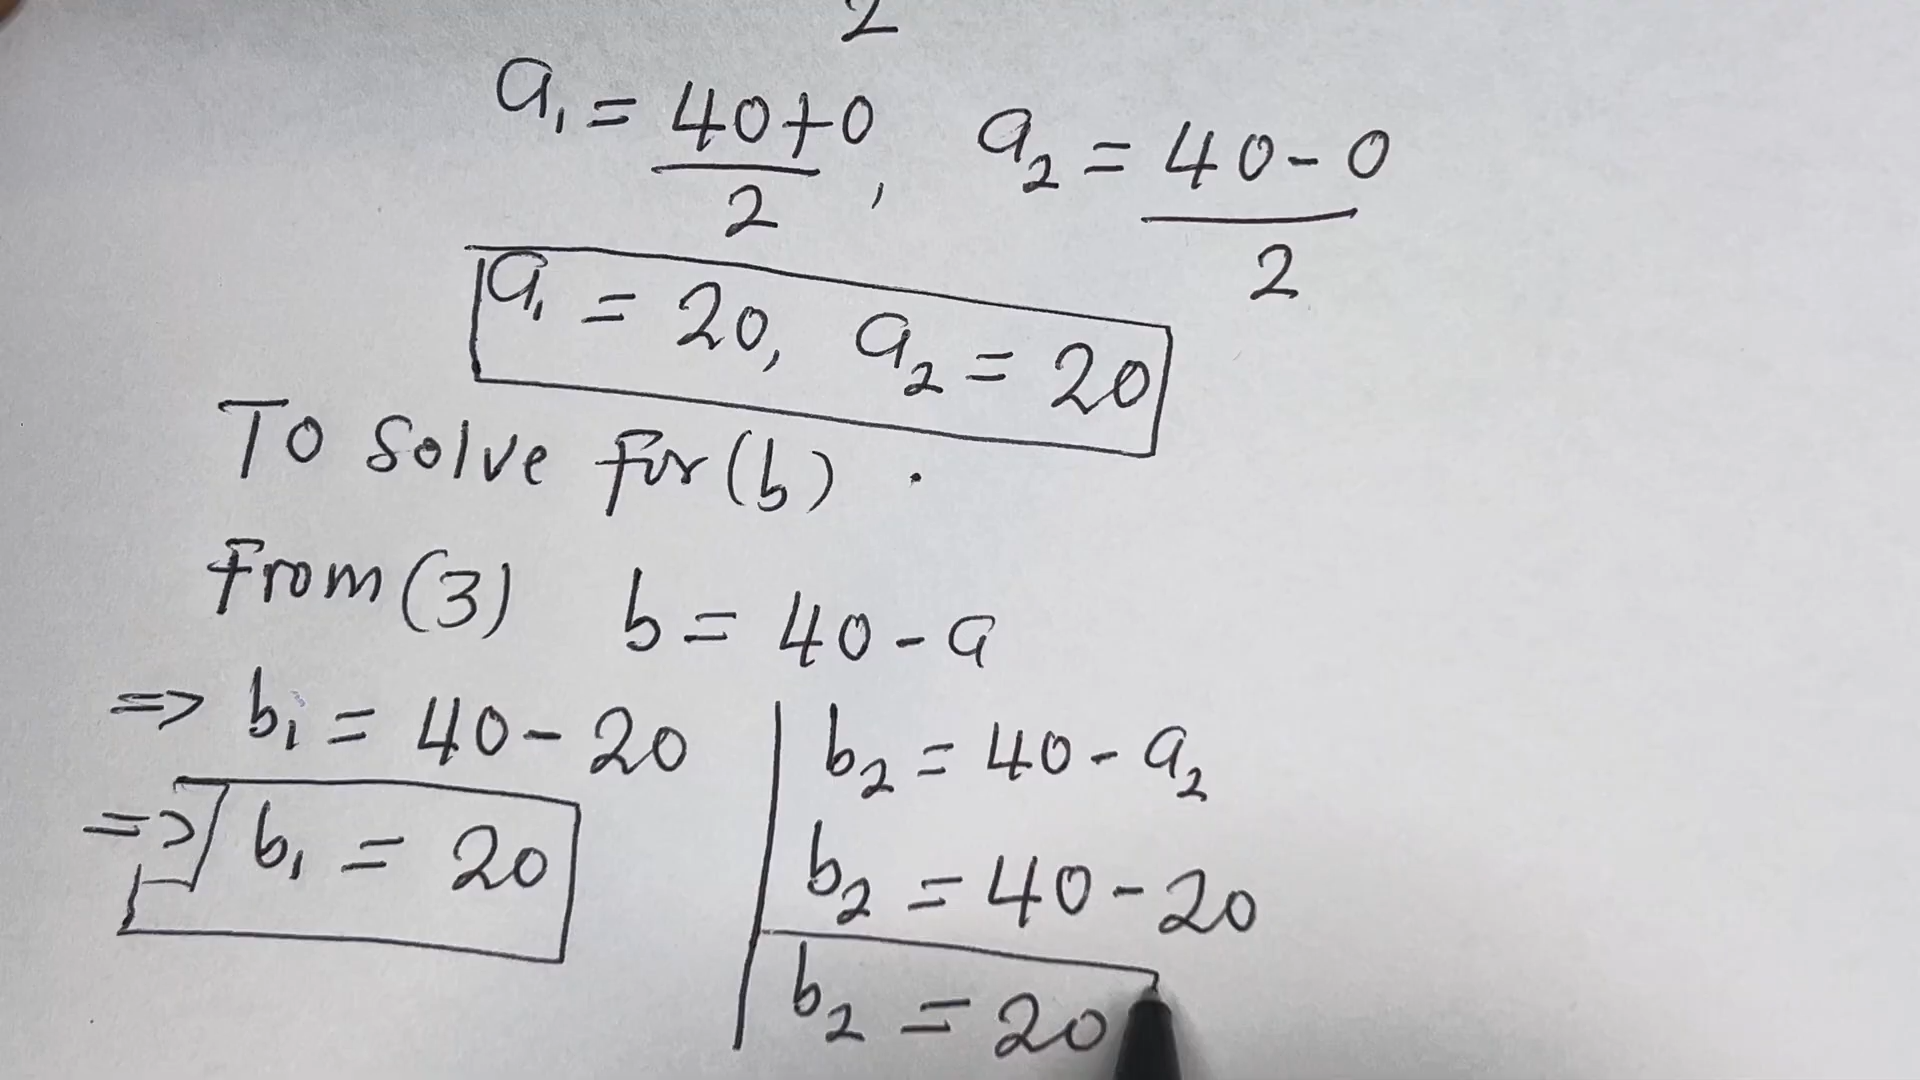 2
a₁ = 40+0 , a₂ = 40-0
2 2
a₁ = 20, a₂ = 20
To Solve for (b) .
From (3) b = 40 - a
=> b₁ = 40 - 20 b₂ = 40 - a₂
=> b₁ = 20 b₂ = 40 - 20
b₂ = 20